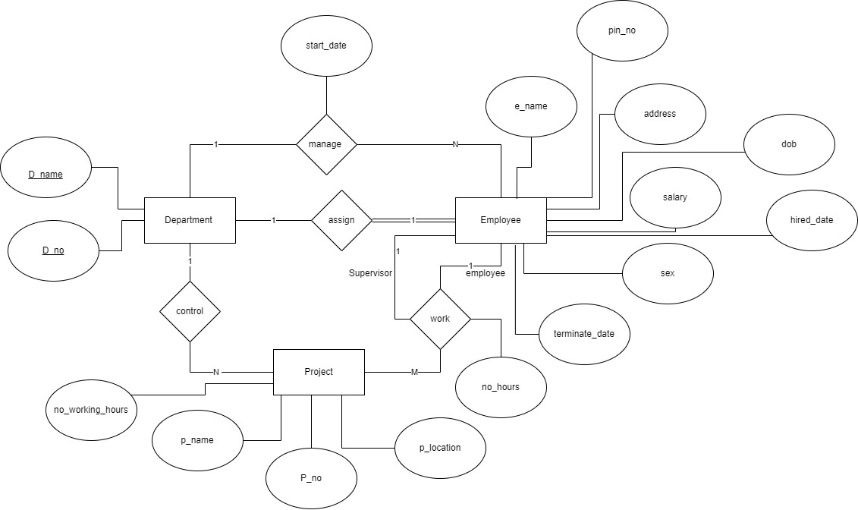 pin_no
start_date
e_name
address
dob
1
manage
N
D_name
salary
Department
1
assign
1
Employee
hired_date
D_no
1
1
Supervisor
1
employee
sex
control
work
terminate_date
N
Project
M
no_hours
no_working_hours
p_name
p_location
P_no